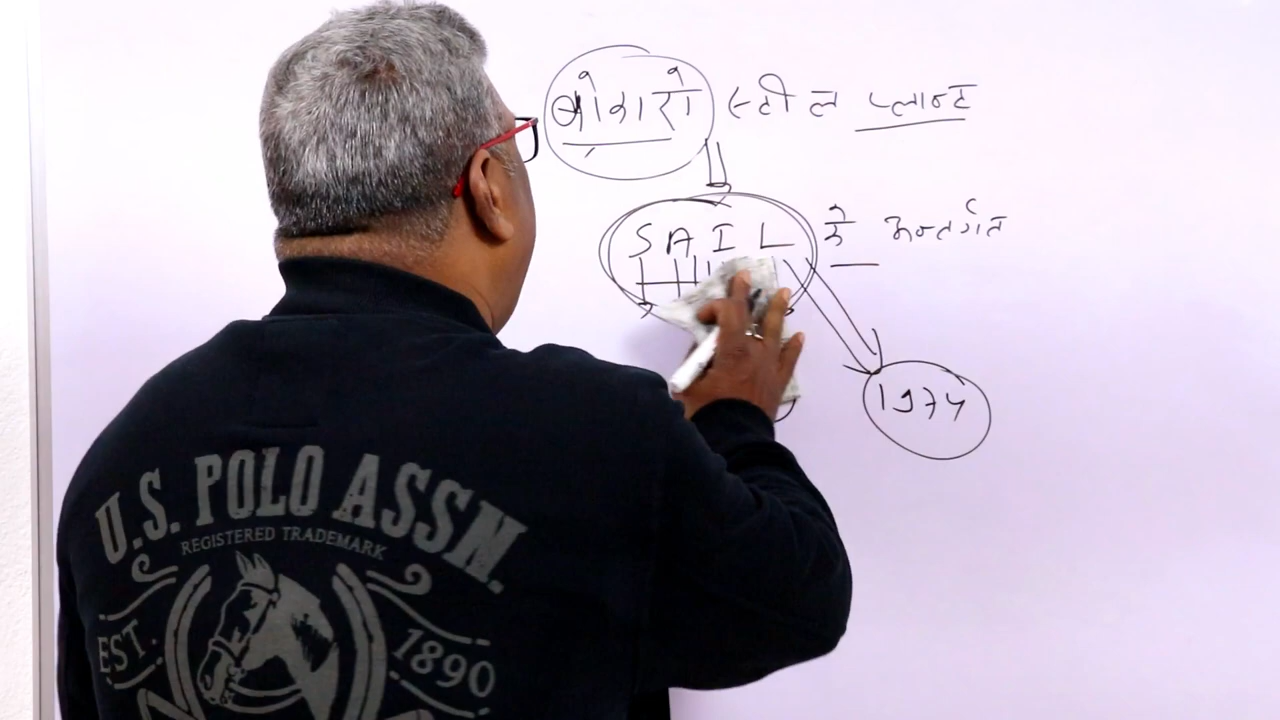 बोकारो स्टील प्लान्ट
SAIL के अन्तर्गत
1974
U.S. POLO ASSN.
REGISTERED TRADEMARK
EST. 1890